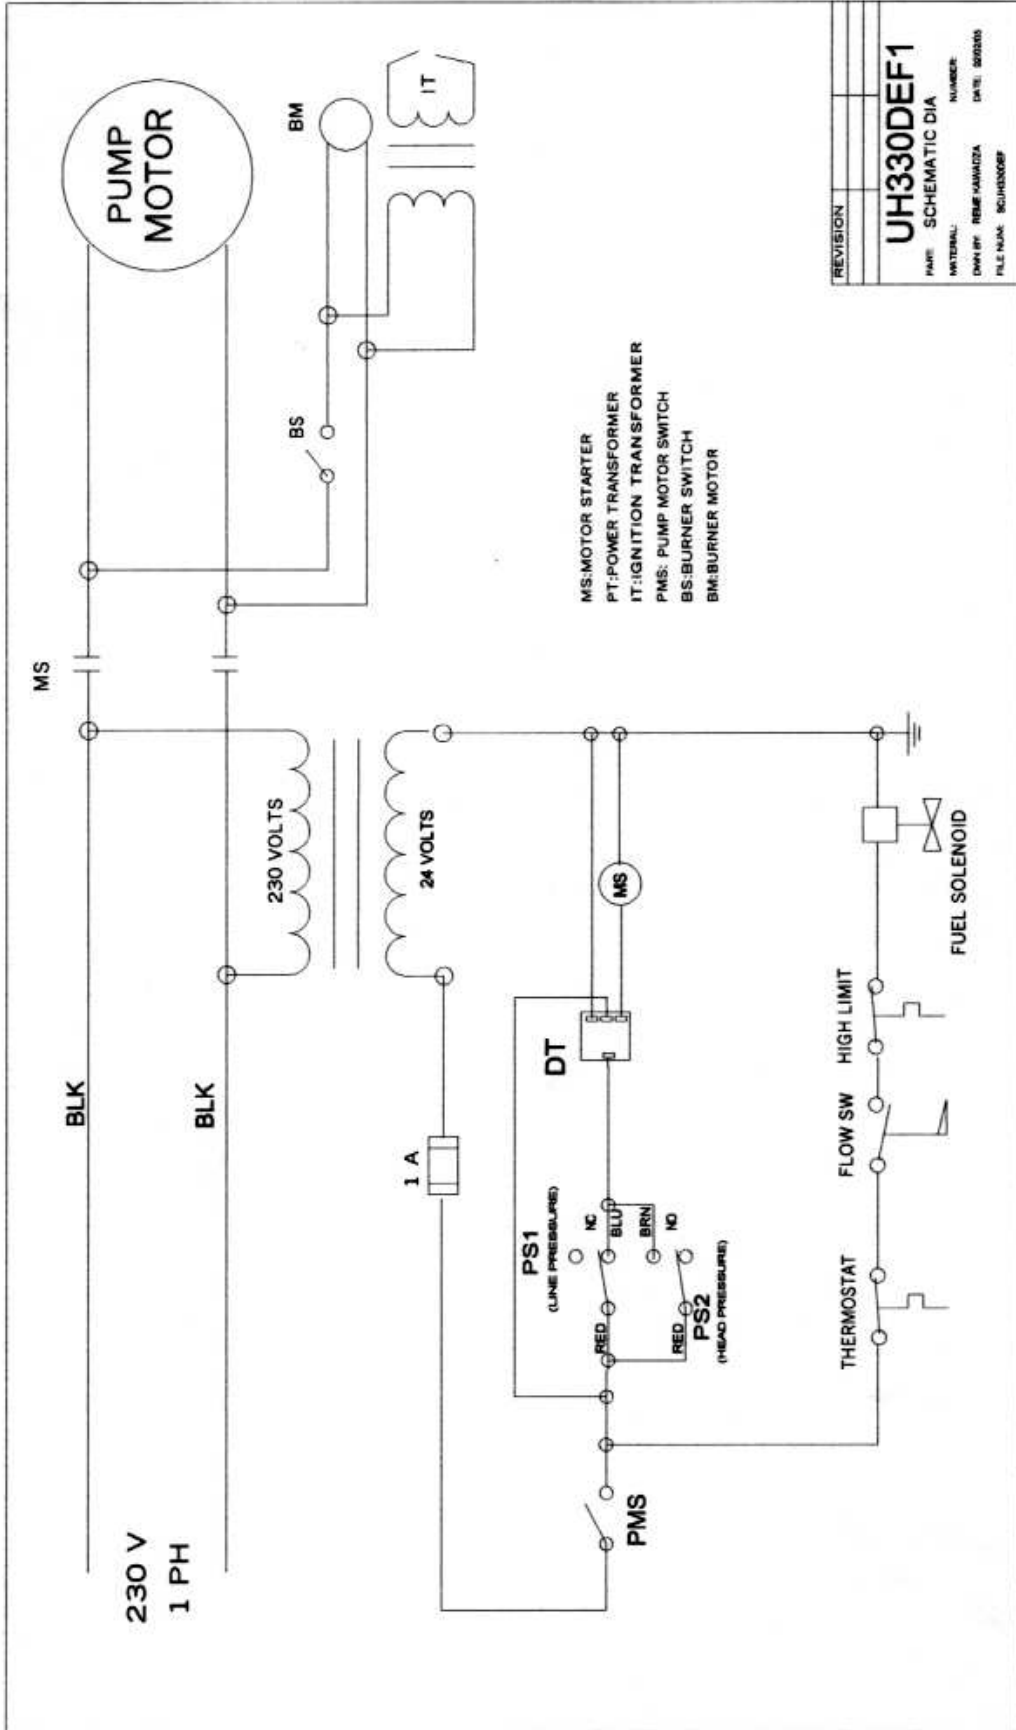 230 V
1 PH
BLK
BLK
MS
PUMP
MOTOR
BM
BS
IT
230 VOLTS
24 VOLTS
1 A
PMS
PS1
(LINE PRESSURE)
NC
BLU
BRN
NO
RED
RED
PS2
(HEAD PRESSURE)
DT
MS
THERMOSTAT
FLOW SW
HIGH LIMIT
FUEL SOLENOID
MS:MOTOR STARTER
PT:POWER TRANSFORMER
IT:IGNITION TRANSFORMER
PMS: PUMP MOTOR SWITCH
BS:BURNER SWITCH
BM:BURNER MOTOR
REVISION
UH330DEF1
PART: SCHEMATIC DIA
MATERIAL: NUMBER:
DWN BY: KAWADZA DATE:
FILE NUM: